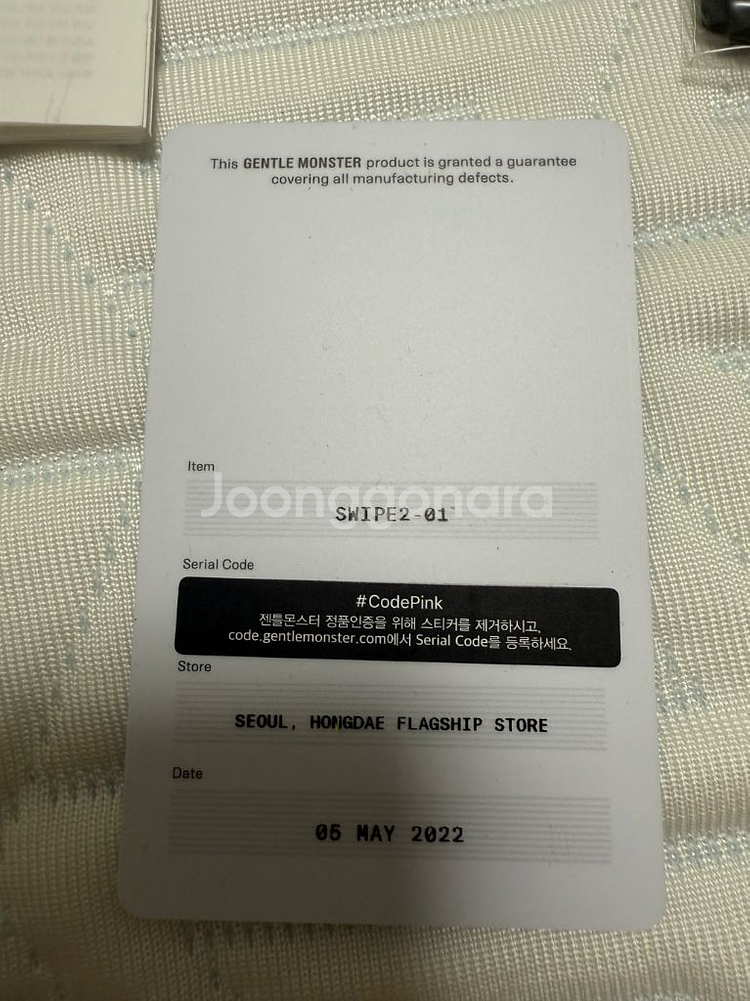 This GENTLE MONSTER product is granted a guarantee
covering all manufacturing defects.
Item
Joonggonara
SWIPE2-01
Serial Code
#CodePink
젠틀몬스터 정품인증을 위해 스티커를 제거하시고,
code.gentlemonster.com에서 Serial Code를 등록하세요.
Store
SEOUL, HONGDAE FLAGSHIP STORE
Date
05 MAY 2022